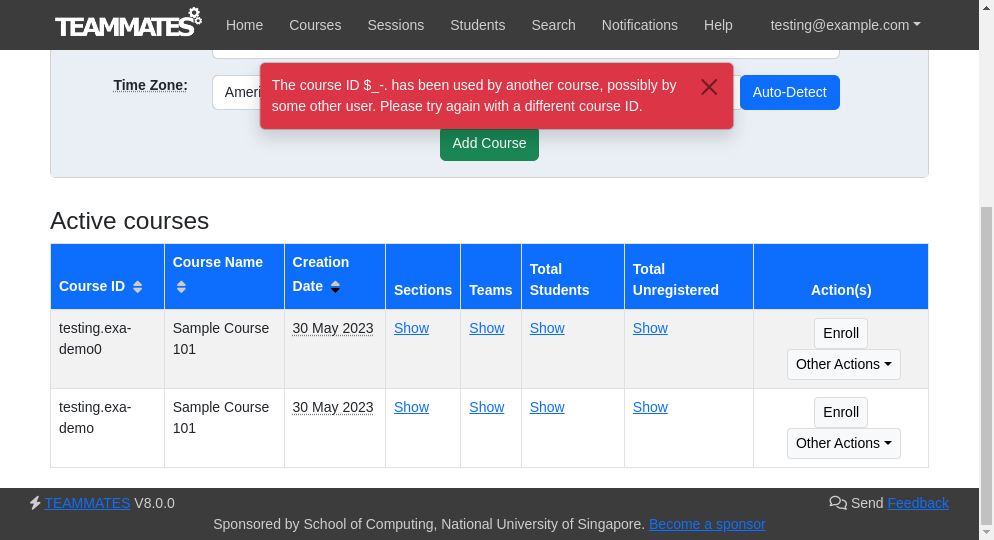 TEAMMATES Home Courses Sessions Students Search Notifications Help testing@example.com
Time Zone: Ameri Auto-Detect
The course ID $_-. has been used by another course, possibly by
some other user. Please try again with a different course ID.
Add Course
Active courses
Course ID Course Name Creation Date Sections Teams Total Students Total Unregistered Action(s)
testing.exa-demo0 Sample Course 101 30 May 2023 Show Show Show Show Enroll
Other Actions
testing.exa-demo Sample Course 101 30 May 2023 Show Show Show Show Enroll
Other Actions
TEAMMATES V8.0.0 Send Feedback
Sponsored by School of Computing, National University of Singapore. Become a sponsor